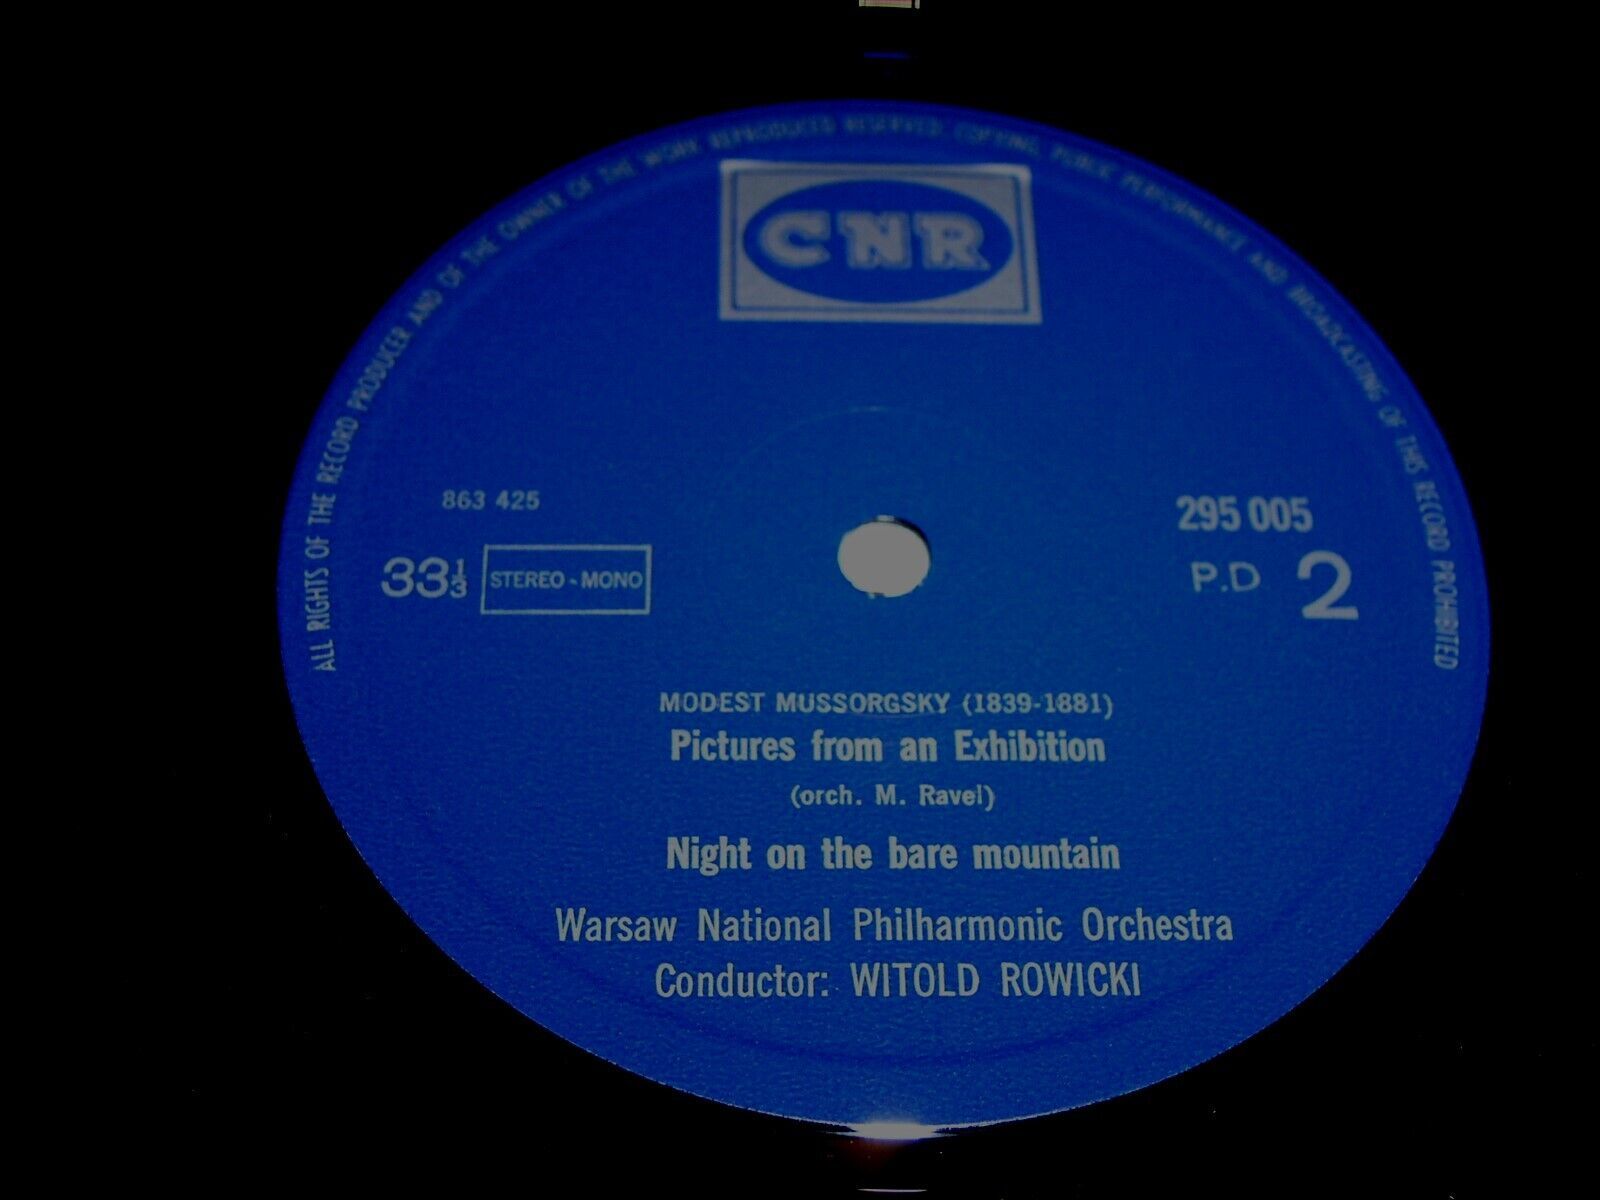 ALL RIGHTS OF THE RECORD PRODUCER AND OF THE OWNER OF THE WORK REPRODUCED RESERVED. COPYING, PUBLIC PERFORMANCE AND BROADCASTING OF THIS RECORD PROHIBITED
CNR
863 425
33 1/3 STEREO - MONO
295 005
P.D 2
MODEST MUSSORGSKY (1839-1881)
Pictures from an Exhibition
(orch. M. Ravel)
Night on the bare mountain
Warsaw National Philharmonic Orchestra
Conductor: WITOLD ROWICKI